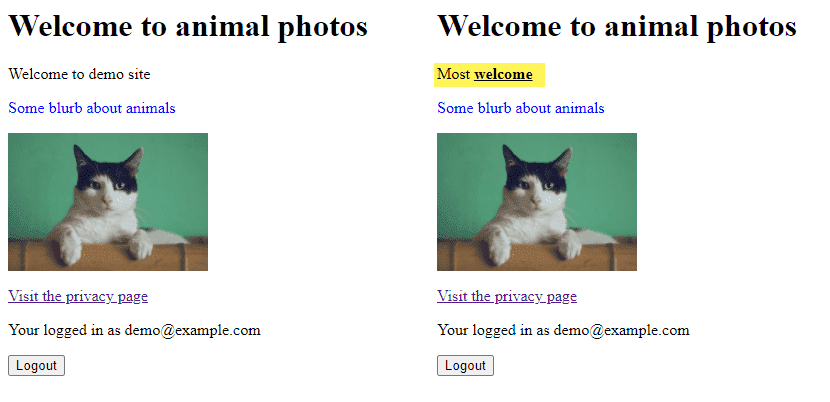 Welcome to animal photos
Welcome to demo site
Some blurb about animals
Visit the privacy page
Your logged in as demo@example.com
Logout
Welcome to animal photos
Most welcome
Some blurb about animals
Visit the privacy page
Your logged in as demo@example.com
Logout